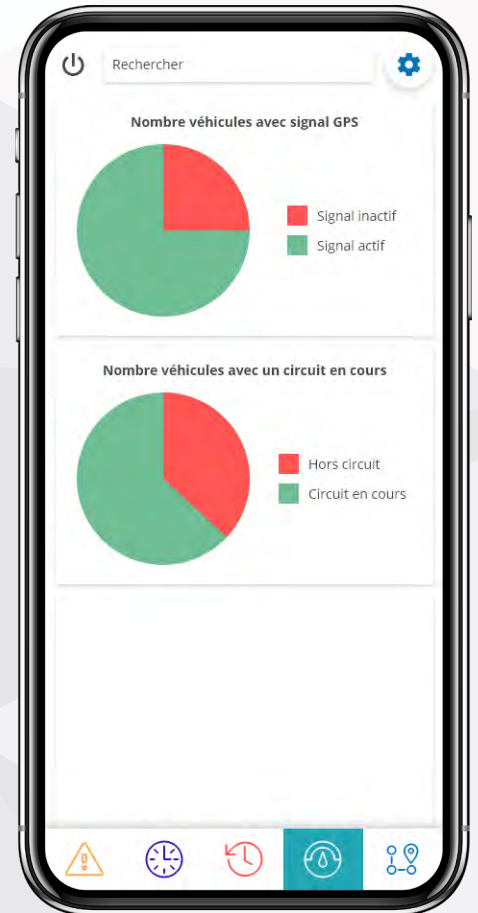 Rechercher
Nombre véhicules avec signal GPS
Signal inactif
Signal actif
Nombre véhicules avec un circuit en cours
Hors circuit
Circuit en cours